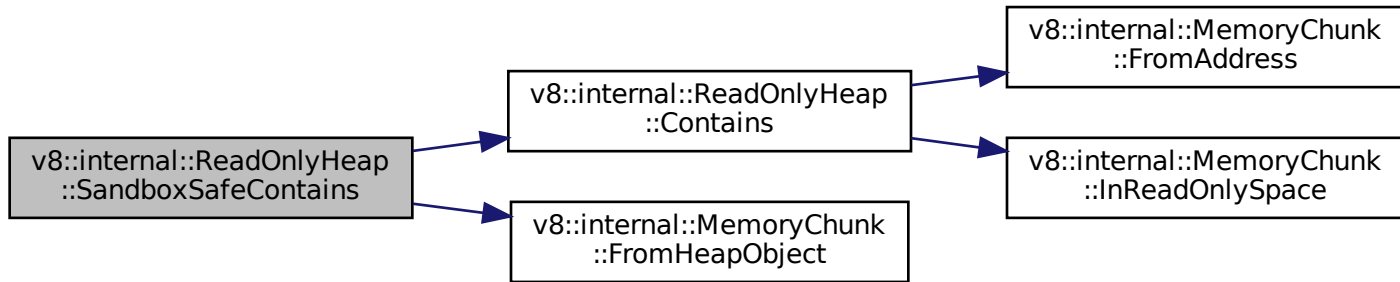 v8::internal::ReadOnlyHeap
::SandboxSafeContains
v8::internal::ReadOnlyHeap
::Contains
v8::internal::MemoryChunk
::FromHeapObject
v8::internal::MemoryChunk
::FromAddress
v8::internal::MemoryChunk
::InReadOnlySpace